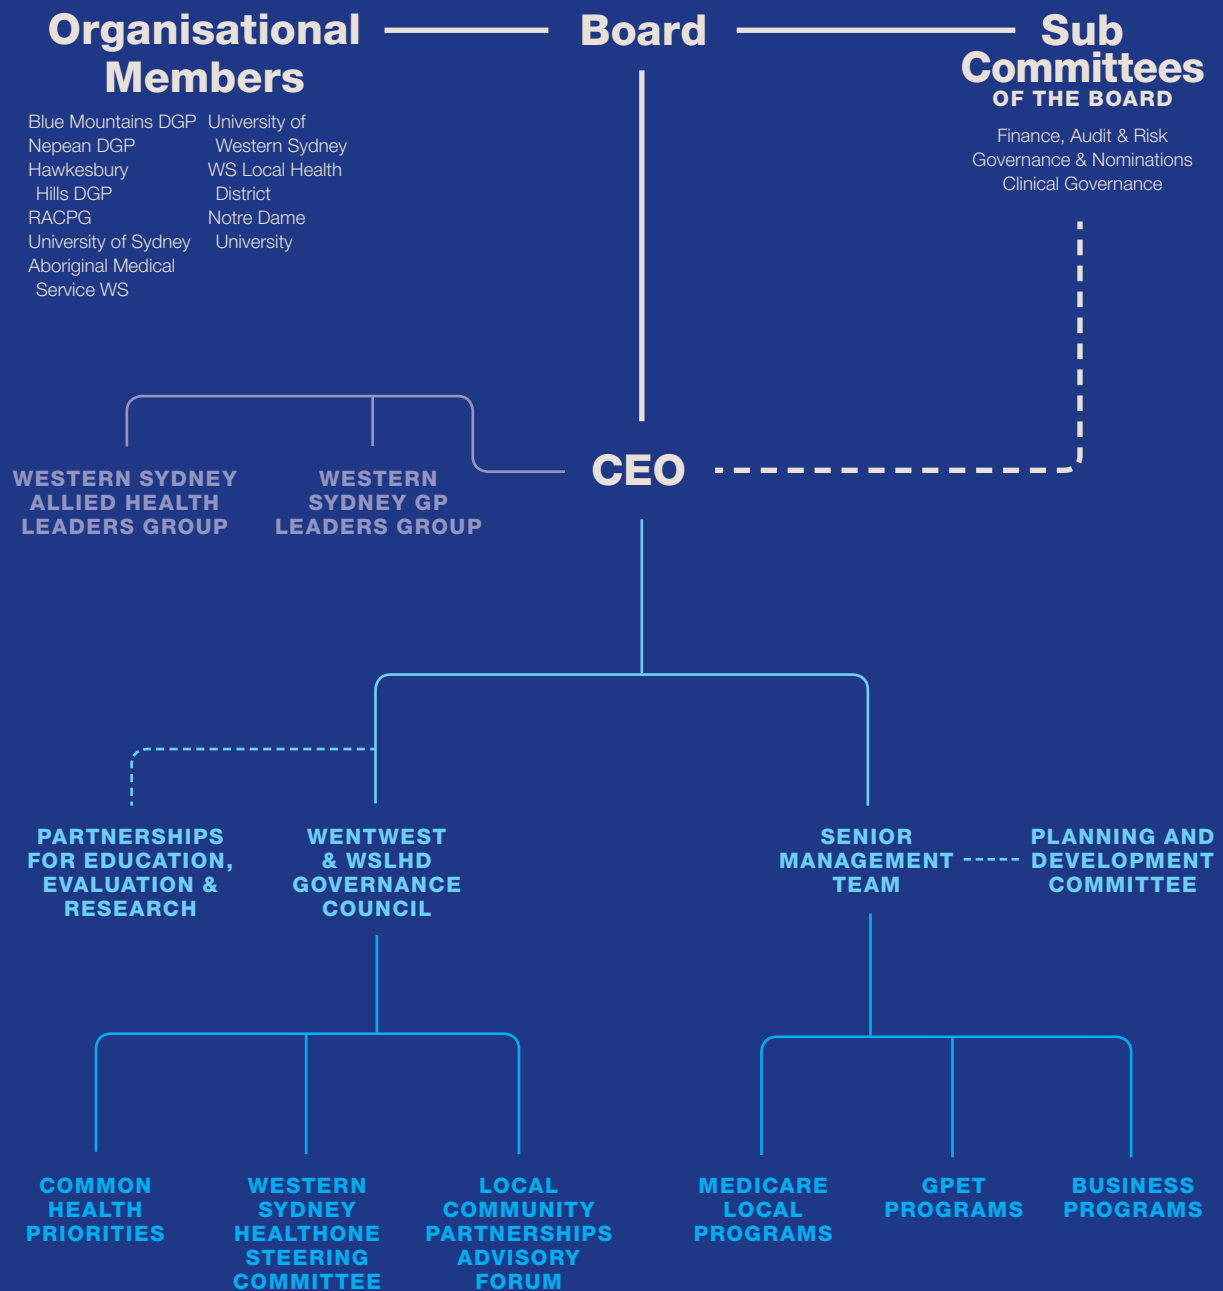 Organisational
Members
Blue Mountains DGP
Nepean DGP
Hawkesbury
Hills DGP
RACPG
University of Sydney
Aboriginal Medical
Service WS
University of
Western Sydney
WS Local Health
District
Notre Dame
University
Board
Sub
Committees
OF THE BOARD
Finance, Audit & Risk
Governance & Nominations
Clinical Governance
WESTERN SYDNEY
ALLIED HEALTH
LEADERS GROUP
WESTERN
SYDNEY GP
LEADERS GROUP
CEO
PARTNERSHIPS
FOR EDUCATION,
EVALUATION &
RESEARCH
WENTWEST
& WSLHD
GOVERNANCE
COUNCIL
SENIOR
MANAGEMENT
TEAM
PLANNING AND
DEVELOPMENT
COMMITTEE
COMMON
HEALTH
PRIORITIES
WESTERN
SYDNEY
HEALTHONE
STEERING
COMMITTEE
LOCAL
COMMUNITY
PARTNERSHIPS
ADVISORY
FORUM
MEDICARE
LOCAL
PROGRAMS
GPET
PROGRAMS
BUSINESS
PROGRAMS